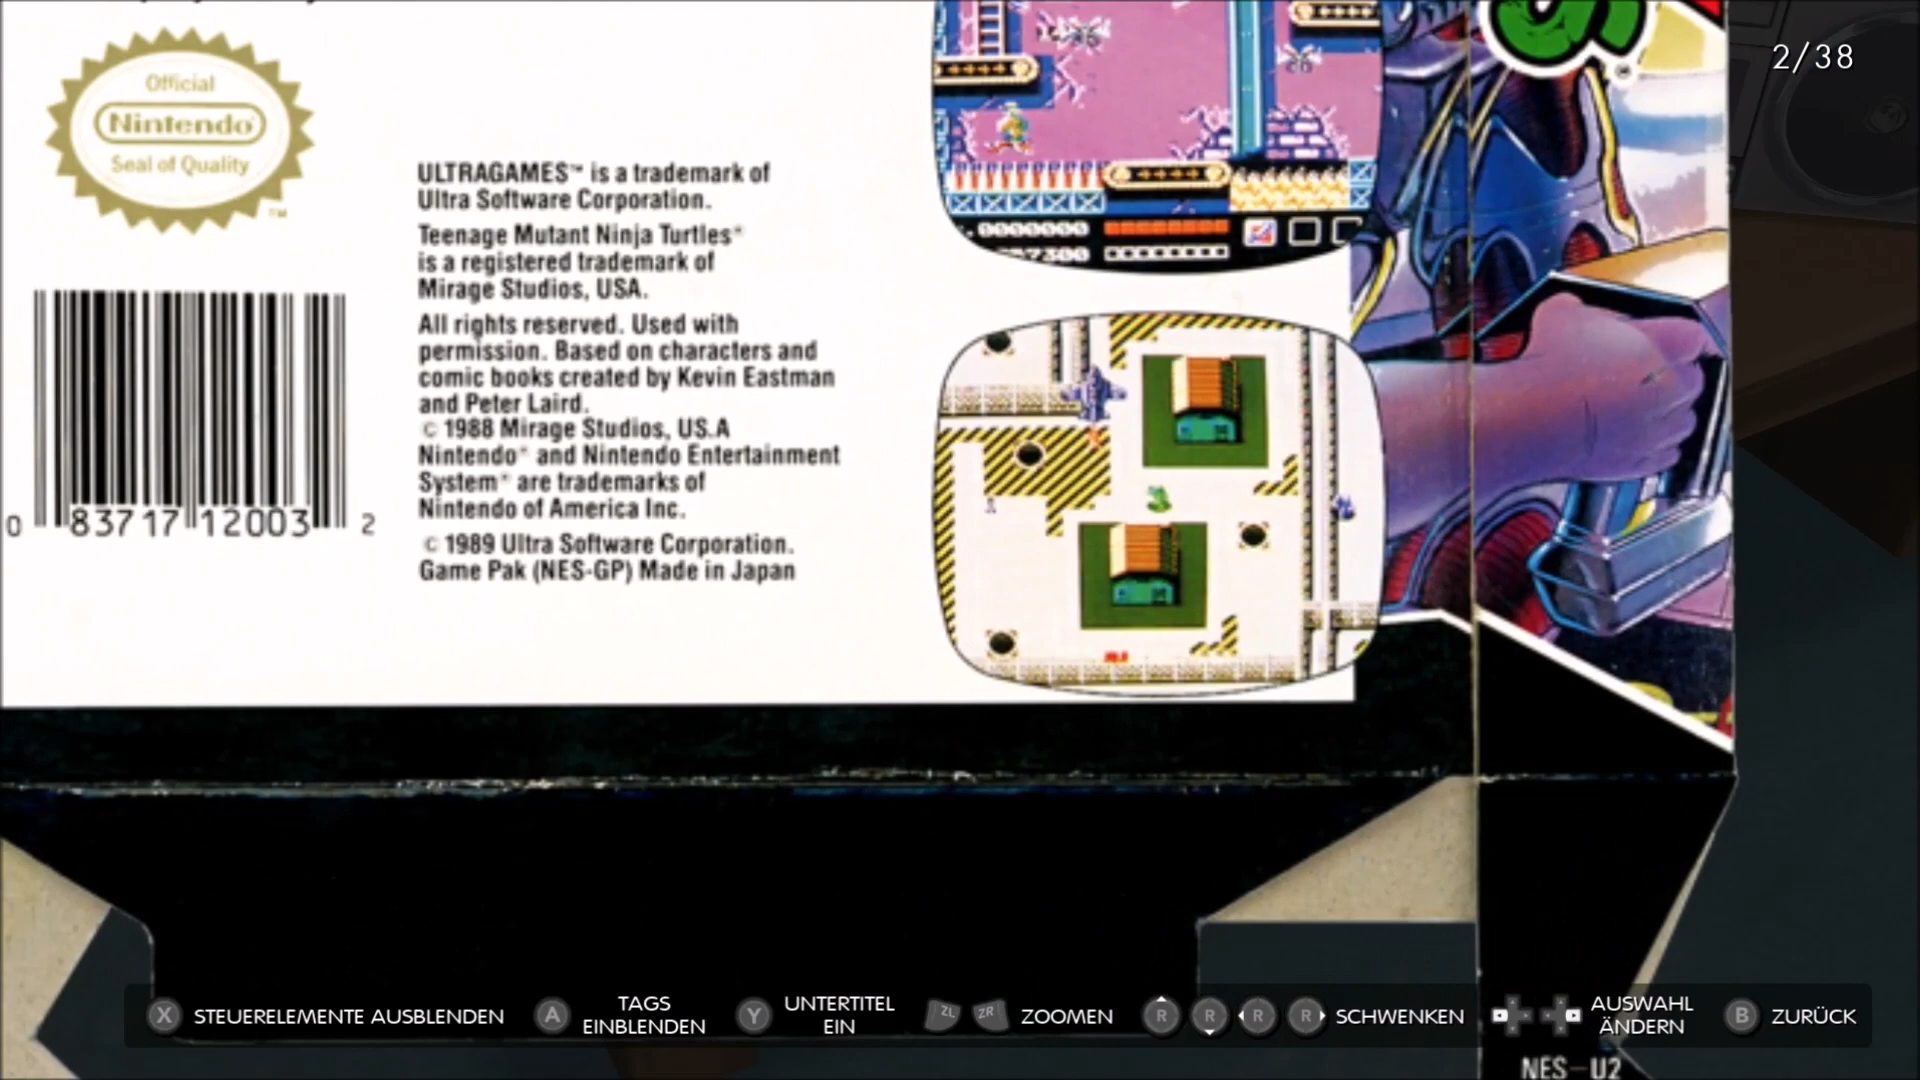 2/38
Official
Nintendo®
Seal of Quality
TM
ULTRAGAMES™ is a trademark of
Ultra Software Corporation.
Teenage Mutant Ninja Turtles®
is a registered trademark of
Mirage Studios, USA.
All rights reserved. Used with
permission. Based on characters and
comic books created by Kevin Eastman
and Peter Laird.
© 1988 Mirage Studios, U.S.A
Nintendo® and Nintendo Entertainment
System® are trademarks of
Nintendo of America Inc.
© 1989 Ultra Software Corporation.
Game Pak (NES-GP) Made in Japan
0 83717 12003 2
X STEUERELEMENTE AUSBLENDEN
A TAGS
EINBLENDEN
Y UNTERTITEL
EIN
ZL ZR ZOOMEN
R R R R SCHWENKEN
AUSWAHL
ÄNDERN
B ZURÜCK
NES-U2